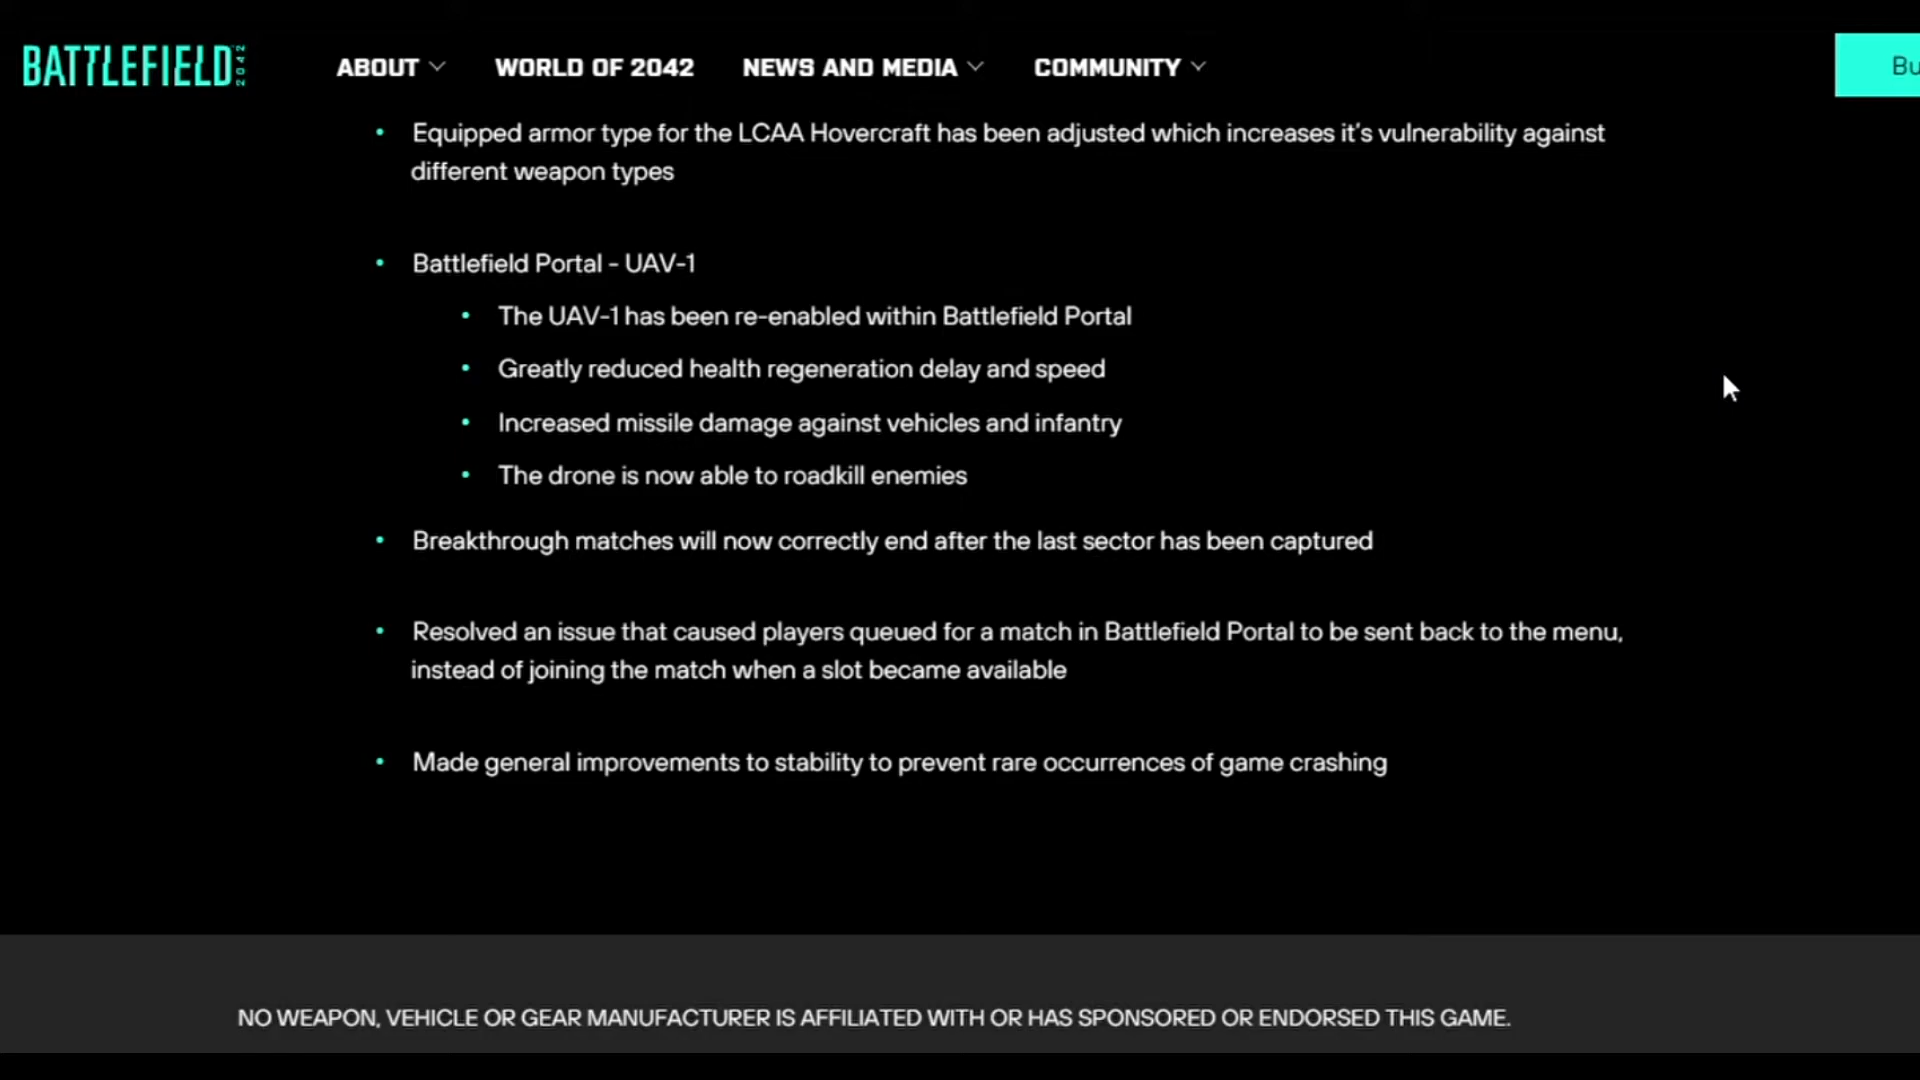 BATTLEFIELD 2042
ABOUT
WORLD OF 2042
NEWS AND MEDIA
COMMUNITY
Bu
• Equipped armor type for the LCAA Hovercraft has been adjusted which increases it's vulnerability against
different weapon types
• Battlefield Portal - UAV-1
• The UAV-1 has been re-enabled within Battlefield Portal
• Greatly reduced health regeneration delay and speed
• Increased missile damage against vehicles and infantry
• The drone is now able to roadkill enemies
• Breakthrough matches will now correctly end after the last sector has been captured
• Resolved an issue that caused players queued for a match in Battlefield Portal to be sent back to the menu,
instead of joining the match when a slot became available
• Made general improvements to stability to prevent rare occurrences of game crashing
NO WEAPON, VEHICLE OR GEAR MANUFACTURER IS AFFILIATED WITH OR HAS SPONSORED OR ENDORSED THIS GAME.